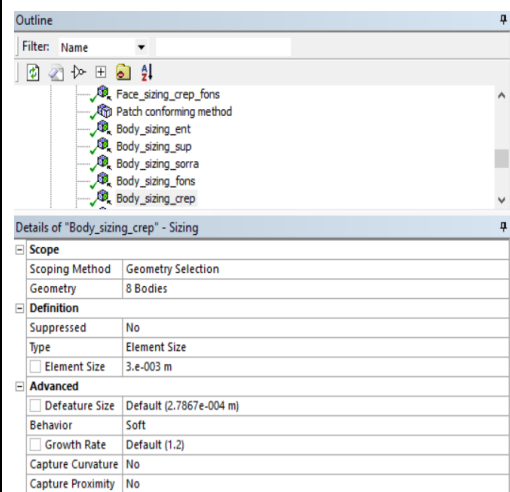 Outline
Filter: Name
Face_sizing_crep_fons
Patch conforming method
Body_sizing_ent
Body_sizing_sup
Body_sizing_sorra
Body_sizing_fons
Body_sizing_crep
Details of "Body_sizing_crep" - Sizing
Scope
Scoping Method Geometry Selection
Geometry 8 Bodies
Definition
Suppressed No
Type Element Size
Element Size 3.e-003 m
Advanced
Defeature Size Default (2.7867e-004 m)
Behavior Soft
Growth Rate Default (1.2)
Capture Curvature No
Capture Proximity No